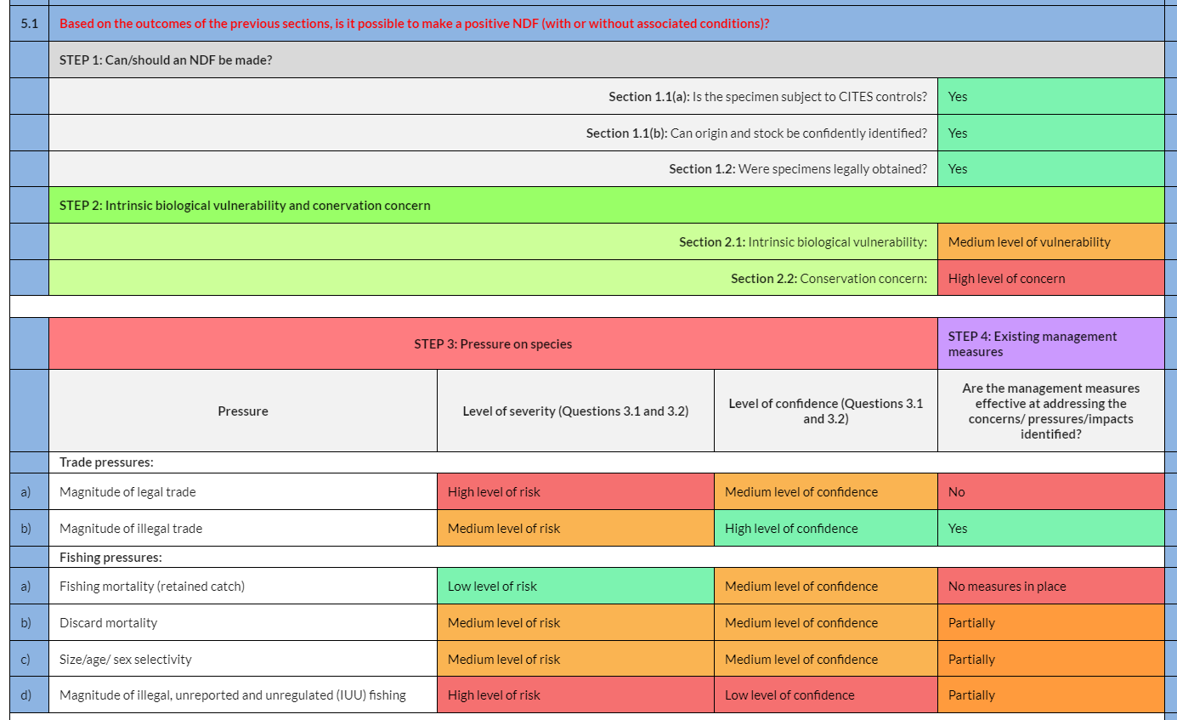 5.1 Based on the outcomes of the previous sections, is it possible to make a positive NDF (with or without associated conditions)?
STEP 1: Can/should an NDF be made?
Section 1.1(a): Is the specimen subject to CITES controls? Yes
Section 1.1(b): Can origin and stock be confidently identified? Yes
Section 1.2: Were specimens legally obtained? Yes
STEP 2: Intrinsic biological vulnerability and conervation concern
Section 2.1: Intrinsic biological vulnerability: Medium level of vulnerability
Section 2.2: Conservation concern: High level of concern
STEP 3: Pressure on species
STEP 4: Existing management
measures
Pressure
Level of severity (Questions 3.1 and 3.2)
Level of confidence (Questions 3.1
and 3.2)
Are the management measures
effective at addressing the
concerns/ pressures/impacts
identified?
Trade pressures:
a) Magnitude of legal trade High level of risk Medium level of confidence No
b) Magnitude of illegal trade Medium level of risk High level of confidence Yes
Fishing pressures:
a) Fishing mortality (retained catch) Low level of risk Medium level of confidence No measures in place
b) Discard mortality Medium level of risk Medium level of confidence Partially
c) Size/age/ sex selectivity Medium level of risk Medium level of confidence Partially
d) Magnitude of illegal, unreported and unregulated (IUU) fishing High level of risk Low level of confidence Partially